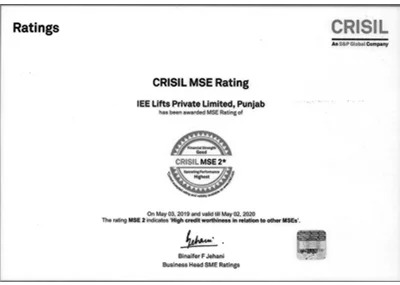 Ratings
CRISIL
An S&P Global Company
CRISIL MSE Rating
IEE Lifts Private Limited, Punjab
has been awarded MSE Rating of
Financial Strength
Good
CRISIL MSE 2*
Operating Performance
Highest
On May 03, 2019 and valid till May 02, 2020
The rating MSE 2 indicates 'High credit worthiness in relation to other MSEs'.
Binaifer F Jehani
Business Head SME Ratings